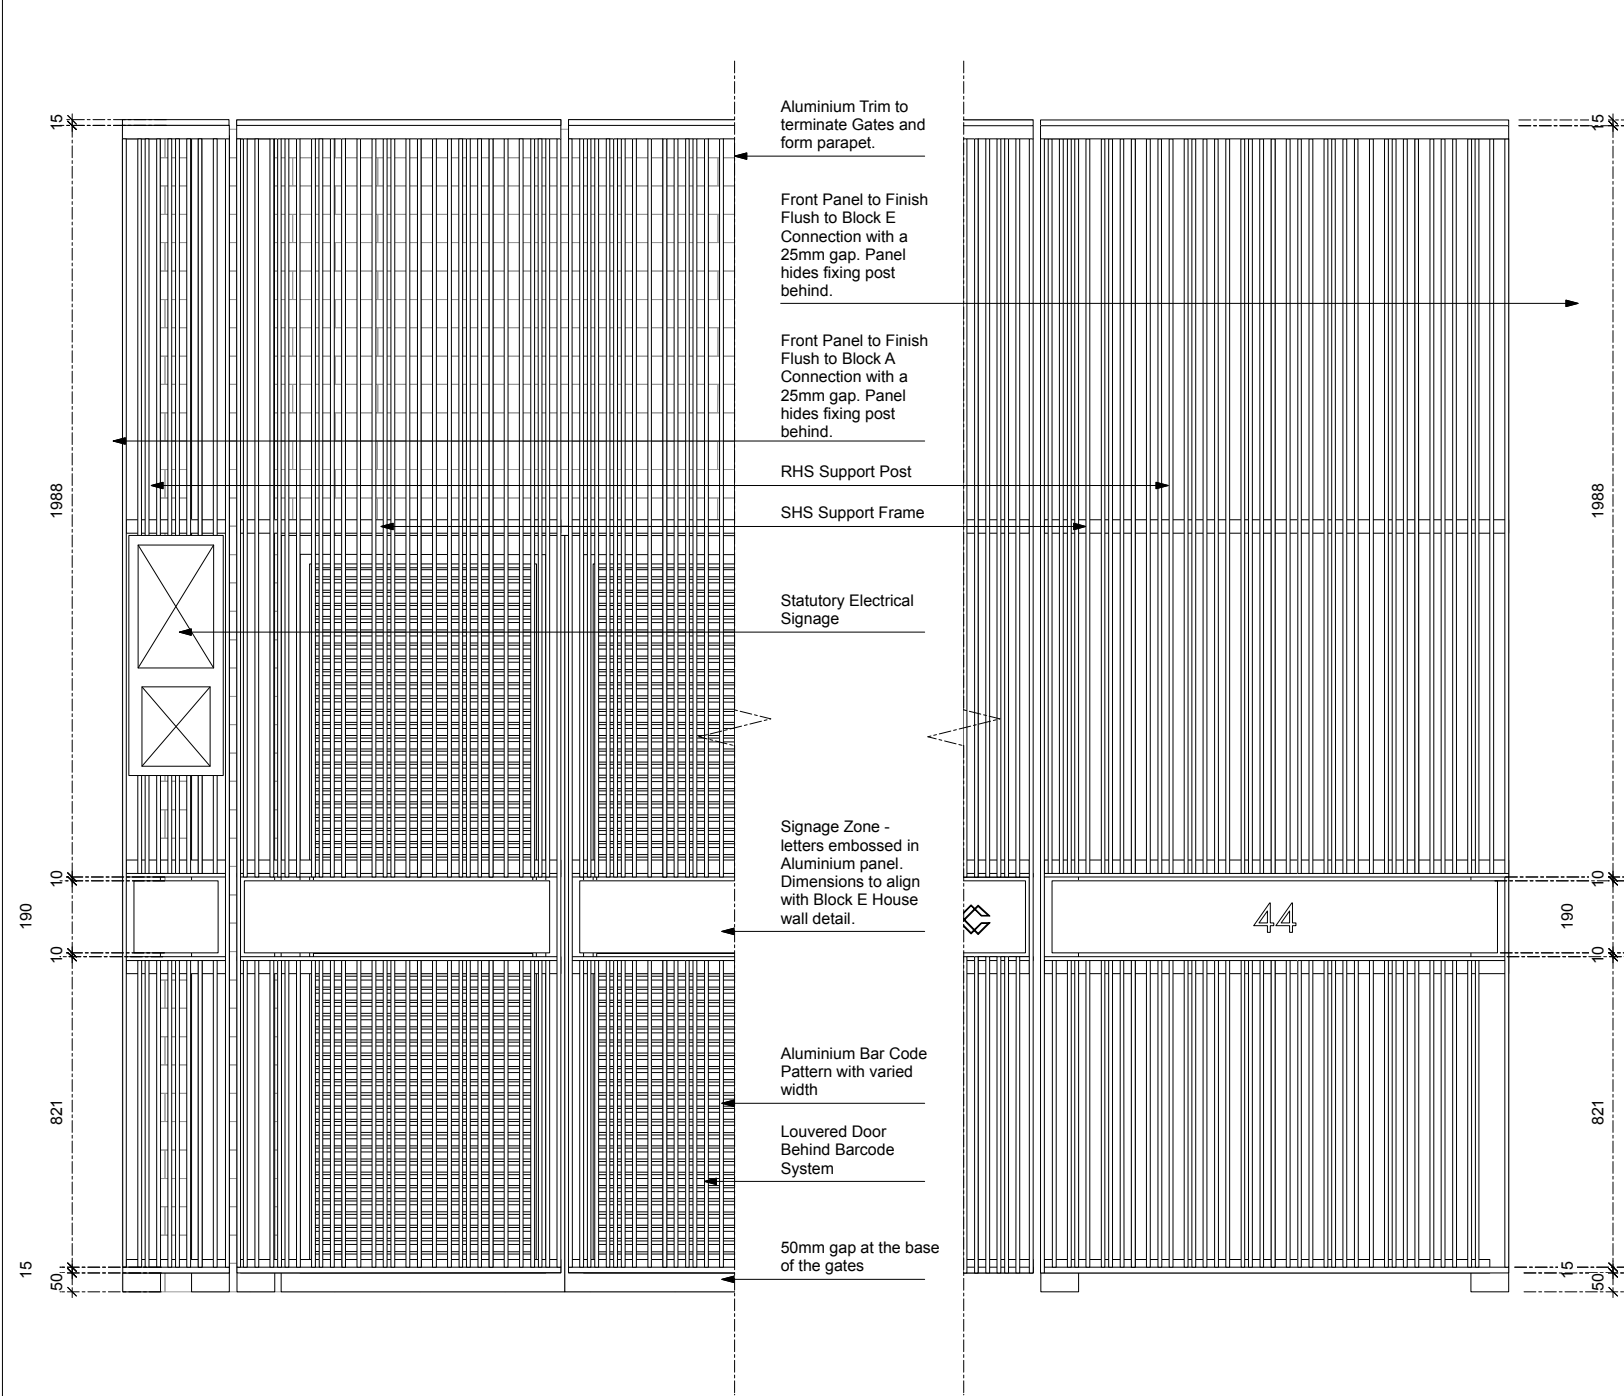 Aluminium Trim to
terminate Gates and
form parapet.
Front Panel to Finish
Flush to Block E
Connection with a
25mm gap. Panel
hides fixing post
behind.
Front Panel to Finish
Flush to Block A
Connection with a
25mm gap. Panel
hides fixing post
behind.
RHS Support Post
SHS Support Frame
Statutory Electrical
Signage
Signage Zone -
letters embossed in
Aluminium panel.
Dimensions to align
with Block E House
wall detail.
Aluminium Bar Code
Pattern with varied
width
Louvered Door
Behind Barcode
System
50mm gap at the base
of the gates
15
1988
10
190
10
821
15
50
44
15
1988
10
190
10
821
15
50